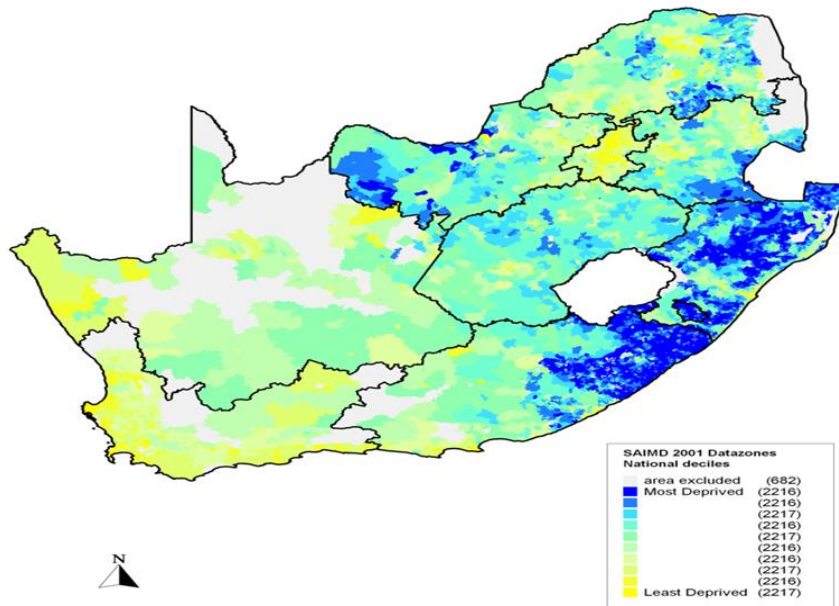 N
SAIMD 2001 Datazones
National deciles
area excluded (682)
Most Deprived (2216)
(2216)
(2217)
(2216)
(2217)
(2216)
(2216)
(2217)
(2216)
Least Deprived (2217)